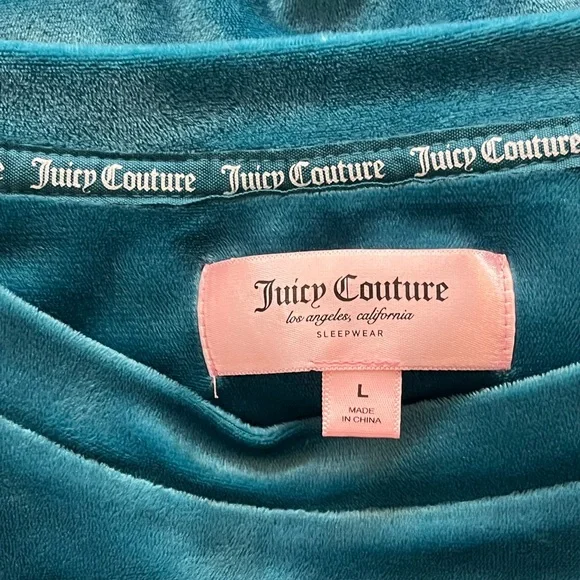 Juicy Couture Juicy Couture Juicy Couture
Juicy Couture
los angeles, california
SLEEPWEAR
L
MADE
IN CHINA